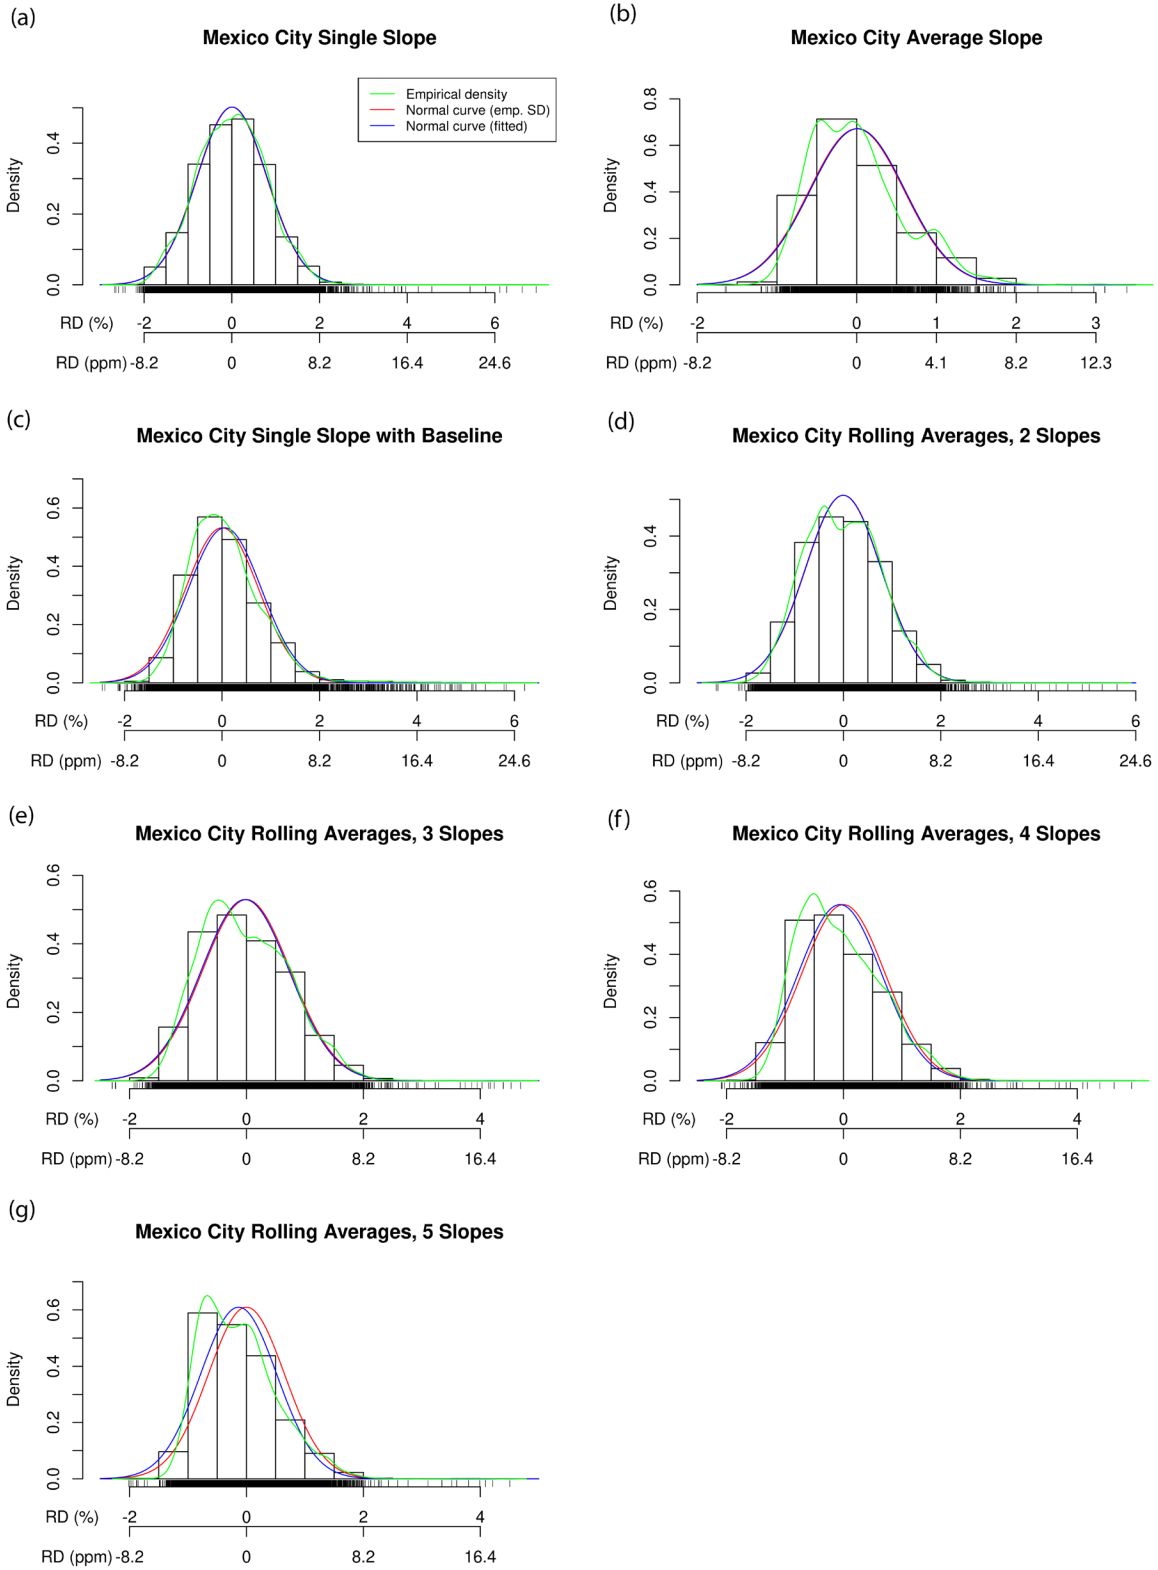 (a)
Mexico City Single Slope
Empirical density
Normal curve (emp. SD)
Normal curve (fitted)
Density
0.0 0.2 0.4
RD (%) -2 0 2 4 6
RD (ppm) -8.2 0 8.2 16.4 24.6
(b)
Mexico City Average Slope
Density
0.0 0.2 0.4 0.6 0.8
RD (%) -2 0 1 2 3
RD (ppm) -8.2 0 4.1 8.2 12.3
(c)
Mexico City Single Slope with Baseline
Density
0.0 0.2 0.4 0.6
RD (%) -2 0 2 4 6
RD (ppm) -8.2 0 8.2 16.4 24.6
(d)
Mexico City Rolling Averages, 2 Slopes
Density
0.0 0.2 0.4
RD (%) -2 0 2 4 6
RD (ppm) -8.2 0 8.2 16.4 24.6
(e)
Mexico City Rolling Averages, 3 Slopes
Density
0.0 0.2 0.4 0.6
RD (%) -2 0 2 4
RD (ppm) -8.2 0 8.2 16.4
(f)
Mexico City Rolling Averages, 4 Slopes
Density
0.0 0.2 0.4 0.6
RD (%) -2 0 2 4
RD (ppm) -8.2 0 8.2 16.4
(g)
Mexico City Rolling Averages, 5 Slopes
Density
0.0 0.2 0.4 0.6
RD (%) -2 0 2 4
RD (ppm) -8.2 0 8.2 16.4